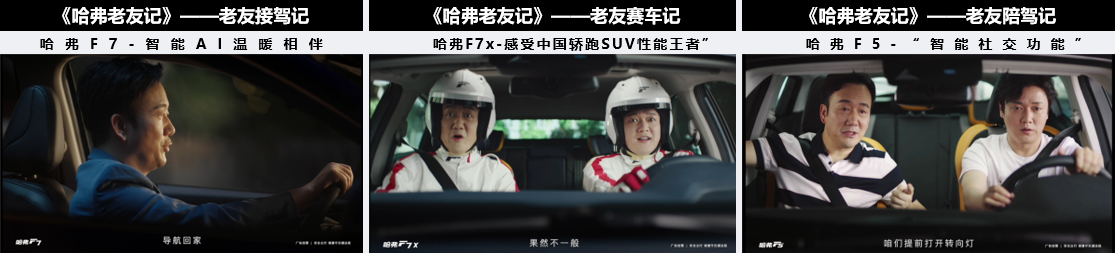 《哈弗老友记》——老友接驾记
哈弗F7-智能AI温暖相伴
导航回家
哈弗F7
《哈弗老友记》——老友赛车记
哈弗F7x-感受中国轿跑SUV性能王者”
果然不一般
哈弗F7x
《哈弗老友记》——老友陪驾记
哈弗F5-“智能社交功能”
咱们提前打开转向灯
哈弗F5